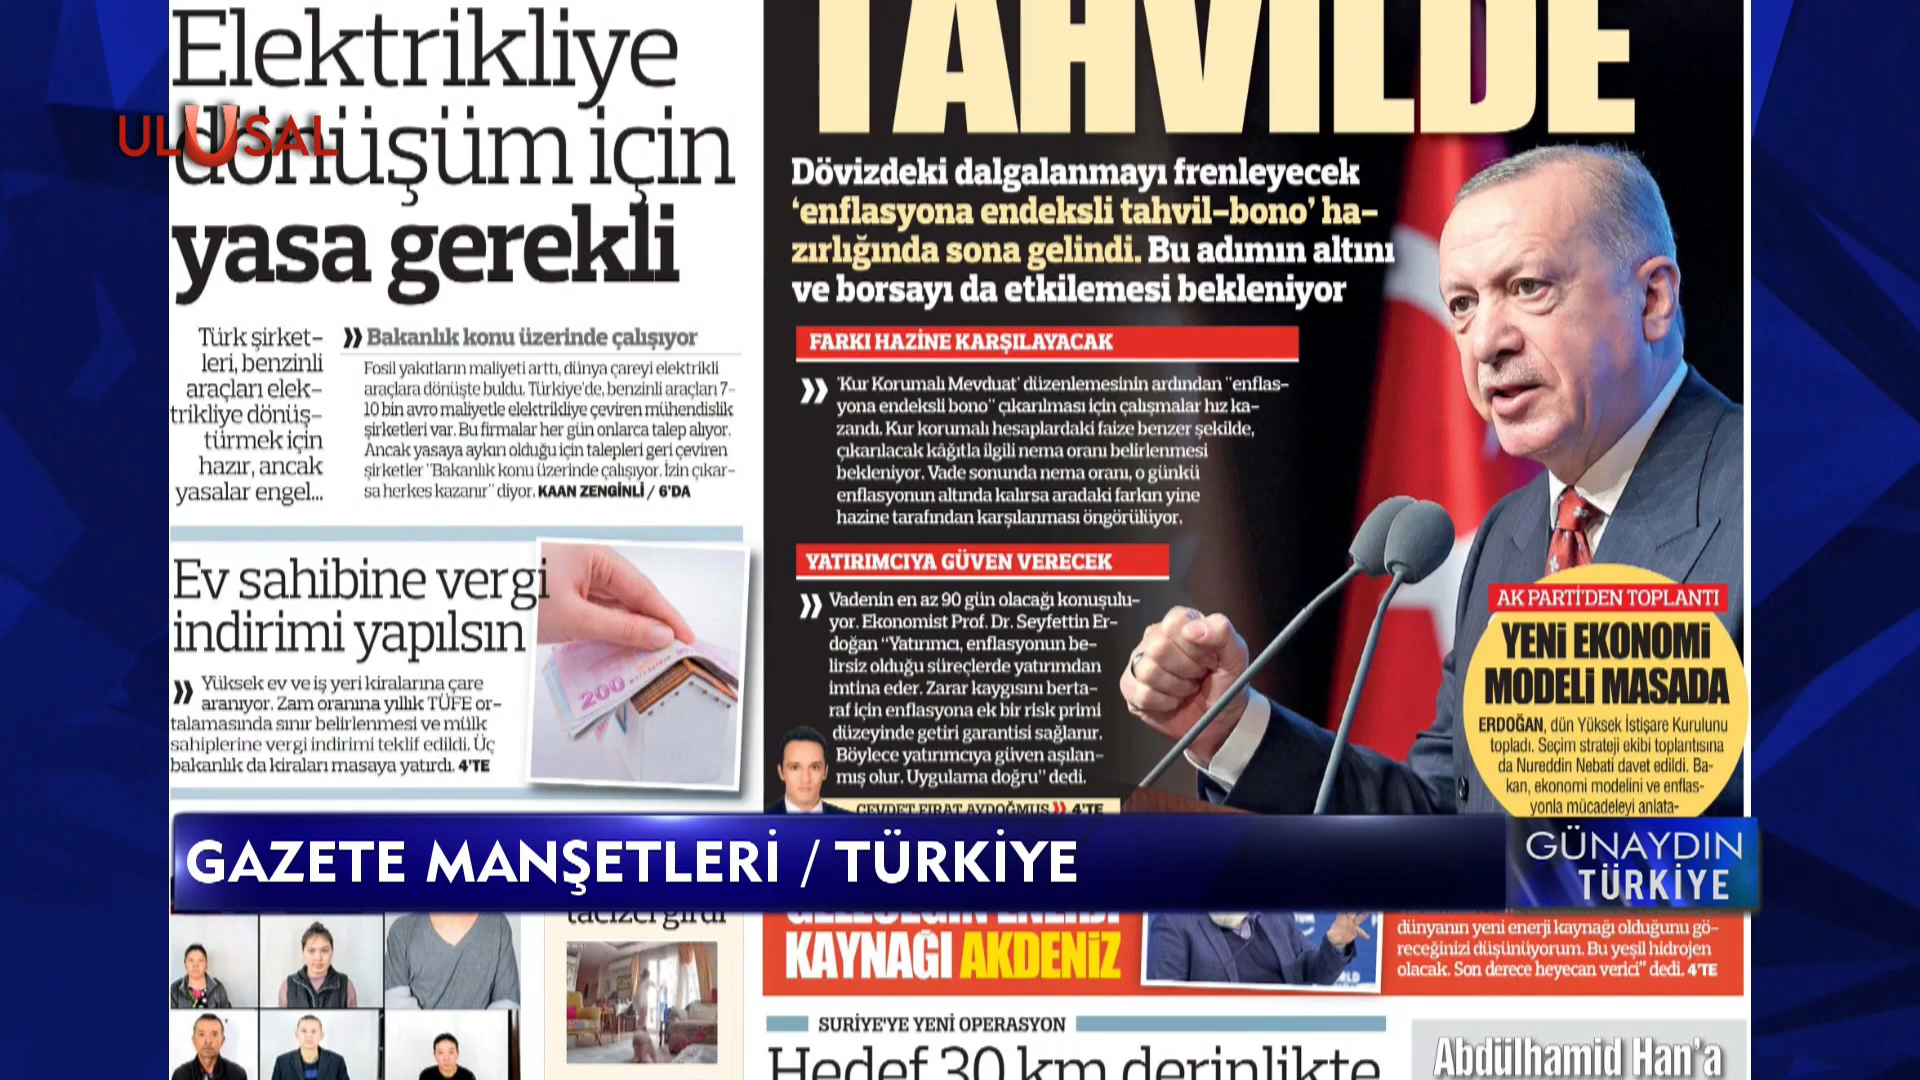 Elektrikliye
dönüşüm için
yasa gerekli
ULUSAL
Türk şirket-
leri, benzinli
araçları elek-
trikliye dönüş-
türmek için
hazır, ancak
yasalar engel...
» Bakanlık konu üzerinde çalışıyor
Fosil yakıtların maliyeti arttı, dünya çareyi elektrikli
araçlara dönüşte buldu. Türkiye'de, benzinli araçları 7-
10 bin avro maliyetle elektrikliye çeviren mühendislik
şirketleri var. Bu firmalar her gün onlarca talep alıyor.
Ancak yasaya aykırı olduğu için talepleri geri çeviren
şirketler "Bakanlık konu üzerinde çalışıyor. İzin çıkar-
sa herkes kazanır" diyor. KAAN ZENGİNLİ / 6'DA
Ev sahibine vergi
indirimi yapılsın
» Yüksek ev ve iş yeri kiralarına çare
aranıyor. Zam oranına yıllık TÜFE or-
talamasında sınır belirlenmesi ve mülk
sahiplerine vergi indirimi teklif edildi. Üç
bakanlık da kiraları masaya yatırdı. 4'TE
200
TAHVİLDE
Dövizdeki dalgalanmayı frenleyecek
'enflasyona endeksli tahvil-bono' ha-
zırlığında sona gelindi. Bu adımın altını
ve borsayı da etkilemesi bekleniyor
FARKI HAZİNE KARŞILAYACAK
» 'Kur Korumalı Mevduat' düzenlemesinin ardından "enflas-
yona endeksli bono" çıkarılması için çalışmalar hız ka-
zandı. Kur korumalı hesaplardaki faize benzer şekilde,
çıkarılacak kâğıtla ilgili nema oranı belirlenmesi
bekleniyor. Vade sonunda nema oranı, o günkü
enflasyonun altında kalırsa aradaki farkın yine
hazine tarafından karşılanması öngörülüyor.
YATIRIMCIYA GÜVEN VERECEK
» Vadenin en az 90 gün olacağı konuşulu-
yor. Ekonomist Prof. Dr. Seyfettin Er-
doğan "Yatırımcı, enflasyonun be-
lirsiz olduğu süreçlerde yatırımdan
imtina eder. Zarar kaygısını berta-
raf için enflasyona ek bir risk primi
düzeyinde getiri garantisi sağlanır.
Böylece yatırımcıya güven aşılan-
mış olur. Uygulama doğru" dedi.
CEVDET FIRAT AYDOĞMUŞ » 4'TE
AK PARTİ'DEN TOPLANTI
YENİ EKONOMİ
MODELİ MASADA
ERDOĞAN, dün Yüksek İstişare Kurulunu
topladı. Seçim strateji ekibi toplantısına
da Nureddin Nebati davet edildi. Ba-
kan, ekonomi modelini ve enflas-
yonla mücadeleyi anlata-
GAZETE MANŞETLERİ / TÜRKİYE
GÜNAYDIN
TÜRKİYE
tacizci girdi
GELECEĞİN ENERJİ
KAYNAĞI AKDENİZ
dünyanın yeni enerji kaynağı olduğunu gö-
receğinizi düşünüyorum. Bu yeşil hidrojen
olacak. Son derece heyecan verici" dedi. 4'TE
SURİYE'YE YENİ OPERASYON
Hedef 30 km derinlikte
Abdülhamid Han'a